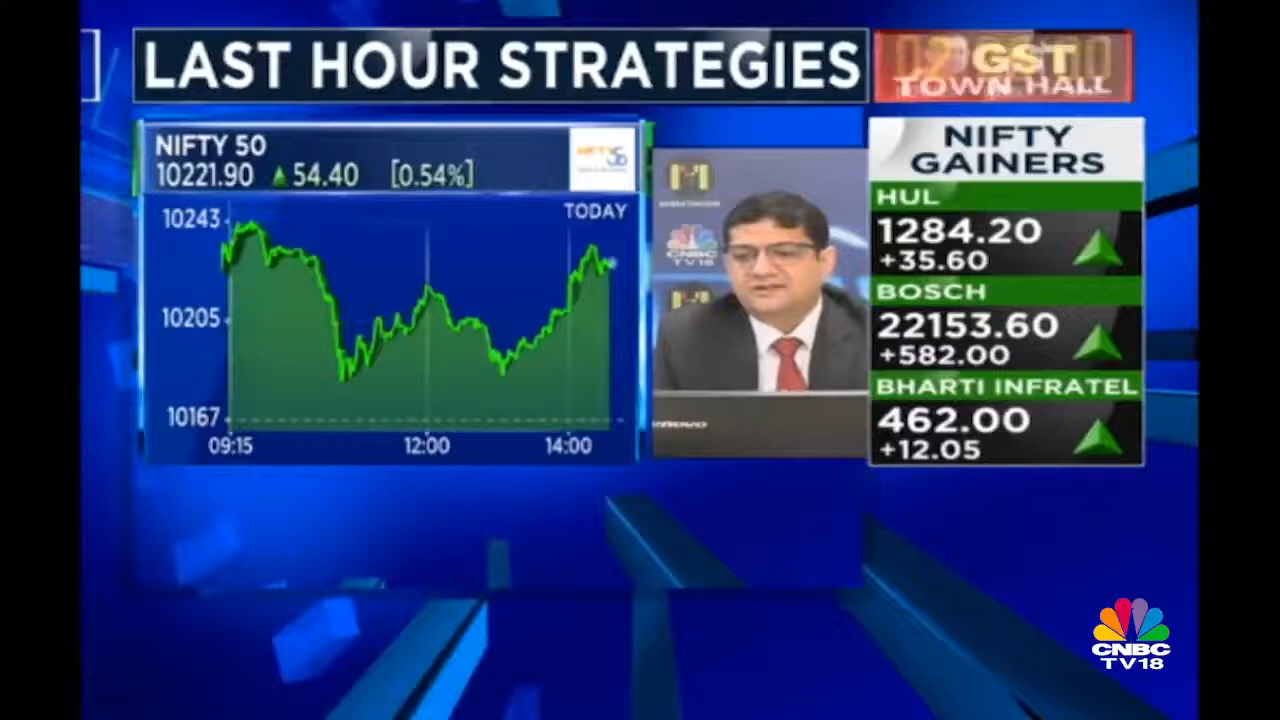 LAST HOUR STRATEGIES
GST
TOWN HALL
NIFTY 50
10221.90 ▲ 54.40 [0.54%]
TODAY
10243
10205
10167
09:15 12:00 14:00
CNBC
TV18
NIFTY
GAINERS
HUL
1284.20
+35.60
BOSCH
22153.60
+582.00
BHARTI INFRATEL
462.00
+12.05
CNBC
TV18